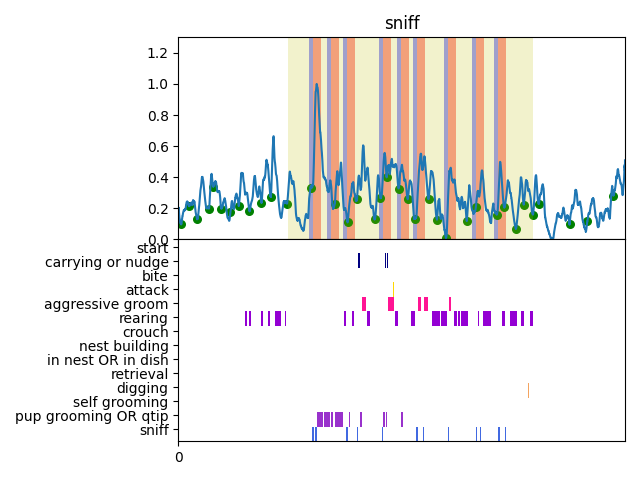 sniff
1.2
1.0
0.8
0.6
0.4
0.2
0.0
start
carrying or nudge
bite
attack
aggressive groom
rearing
crouch
nest building
in nest OR in dish
retrieval
digging
self grooming
pup grooming OR qtip
sniff
0